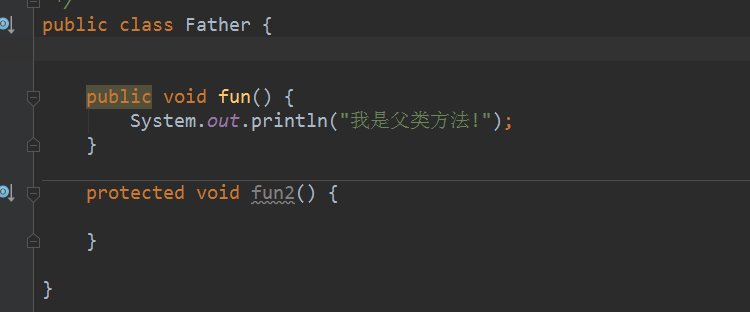 */
public class Father {
public void fun() {
System.out.println("我是父类方法!");
}
protected void fun2() {
}
}